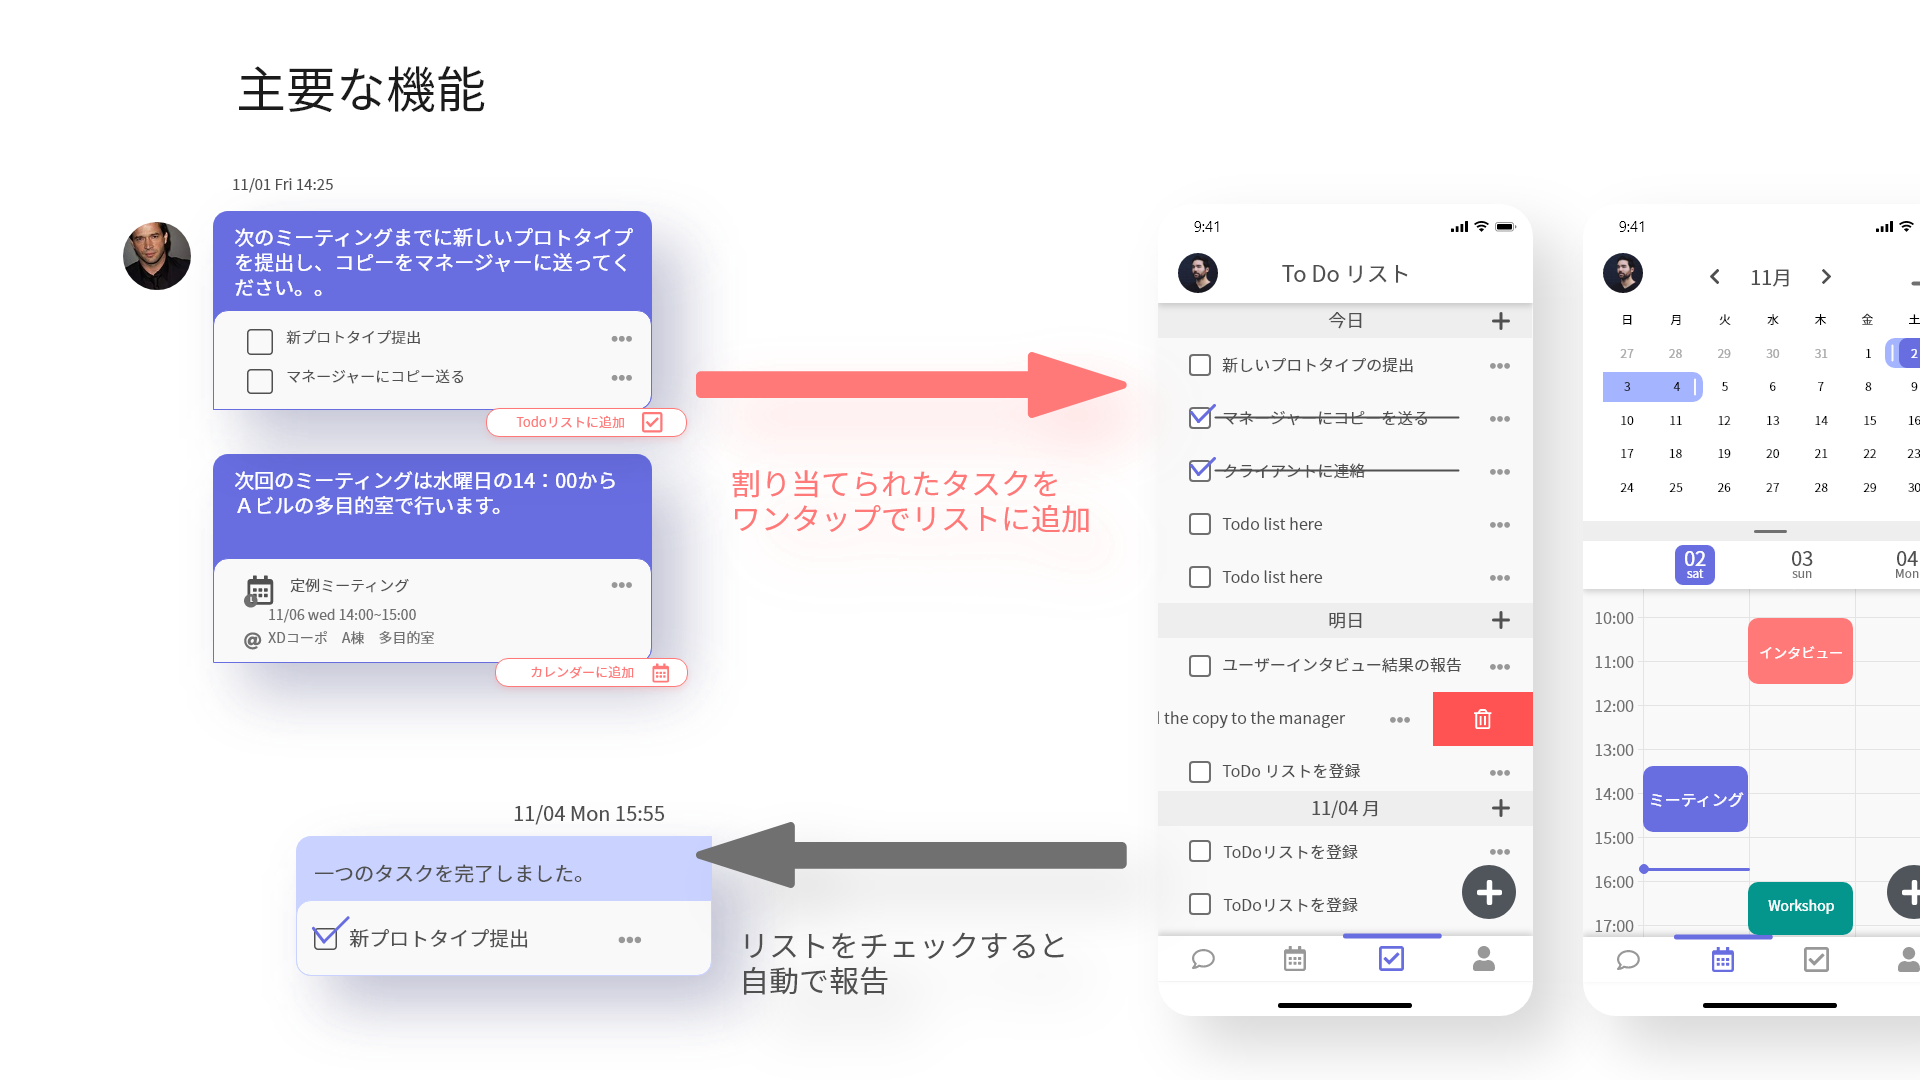 主要な機能
11/01 Fri 14:25
次のミーティングまでに新しいプロトタイプ
を提出し、コピーをマネージャーに送ってく
ださい。。
新プロトタイプ提出
マネージャーにコピー送る
Todoリストに追加
次回のミーティングは水曜日の14：00から
Ａビルの多目的室で行います。
定例ミーティング
11/06 wed 14:00~15:00
@ XDコーポ　A棟　多目的室
カレンダーに追加
割り当てられたタスクを
ワンタップでリストに追加
11/04 Mon 15:55
一つのタスクを完了しました。
新プロトタイプ提出
リストをチェックすると
自動で報告
9:41
To Do リスト
今日
新しいプロトタイプの提出
マネージャーにコピーを送る
クライアントに連絡
Todo list here
Todo list here
明日
ユーザーインタビュー結果の報告
the copy to the manager
ToDo リストを登録
11/04 月
ToDoリストを登録
ToDoリストを登録
9:41
11月
日 月 火 水 木 金 土
27 28 29 30 31 1 2
3 4 5 6 7 8 9
10 11 12 13 14 15 16
17 18 19 20 21 22 23
24 25 26 27 28 29 30
02 03 04
sat sun Mon
10:00
インタビュー
11:00
12:00
13:00
14:00
ミーティング
15:00
16:00
Workshop
17:00